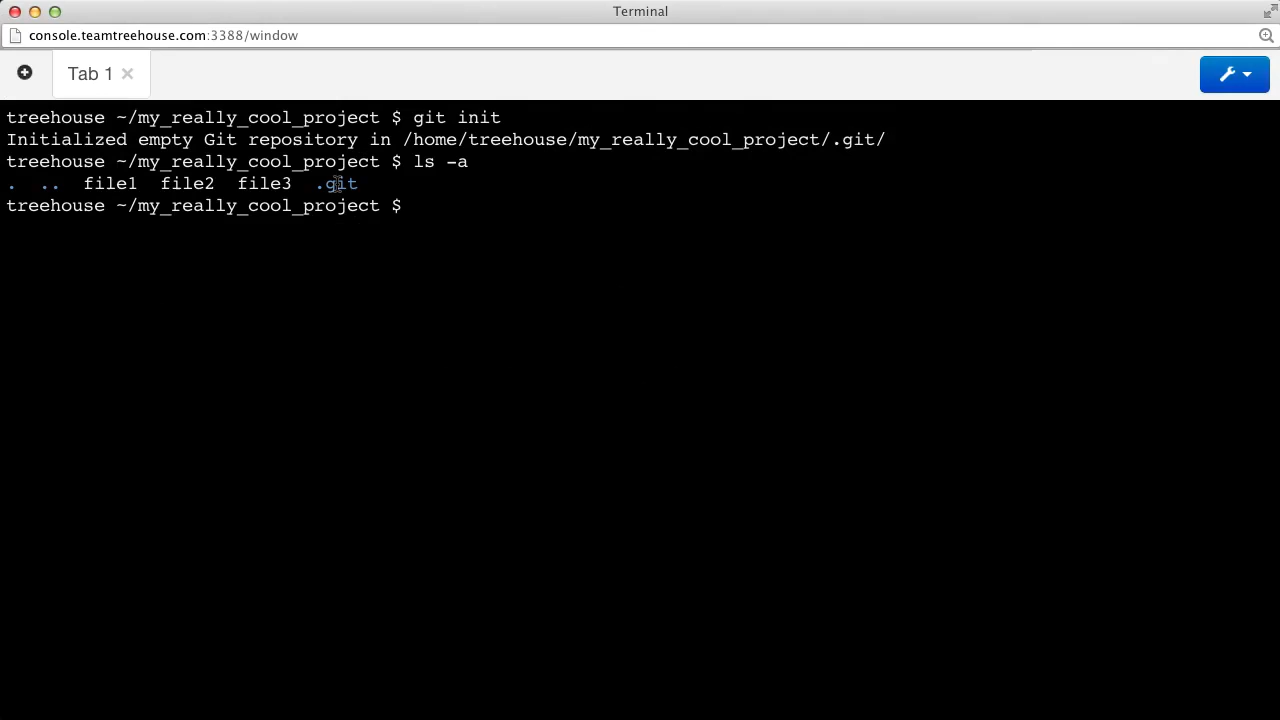 Terminal
console.teamtreehouse.com:3388/window
Tab 1
treehouse ~/my_really_cool_project $ git init
Initialized empty Git repository in /home/treehouse/my_really_cool_project/.git/
treehouse ~/my_really_cool_project $ ls -a
. .. file1 file2 file3 .git
treehouse ~/my_really_cool_project $